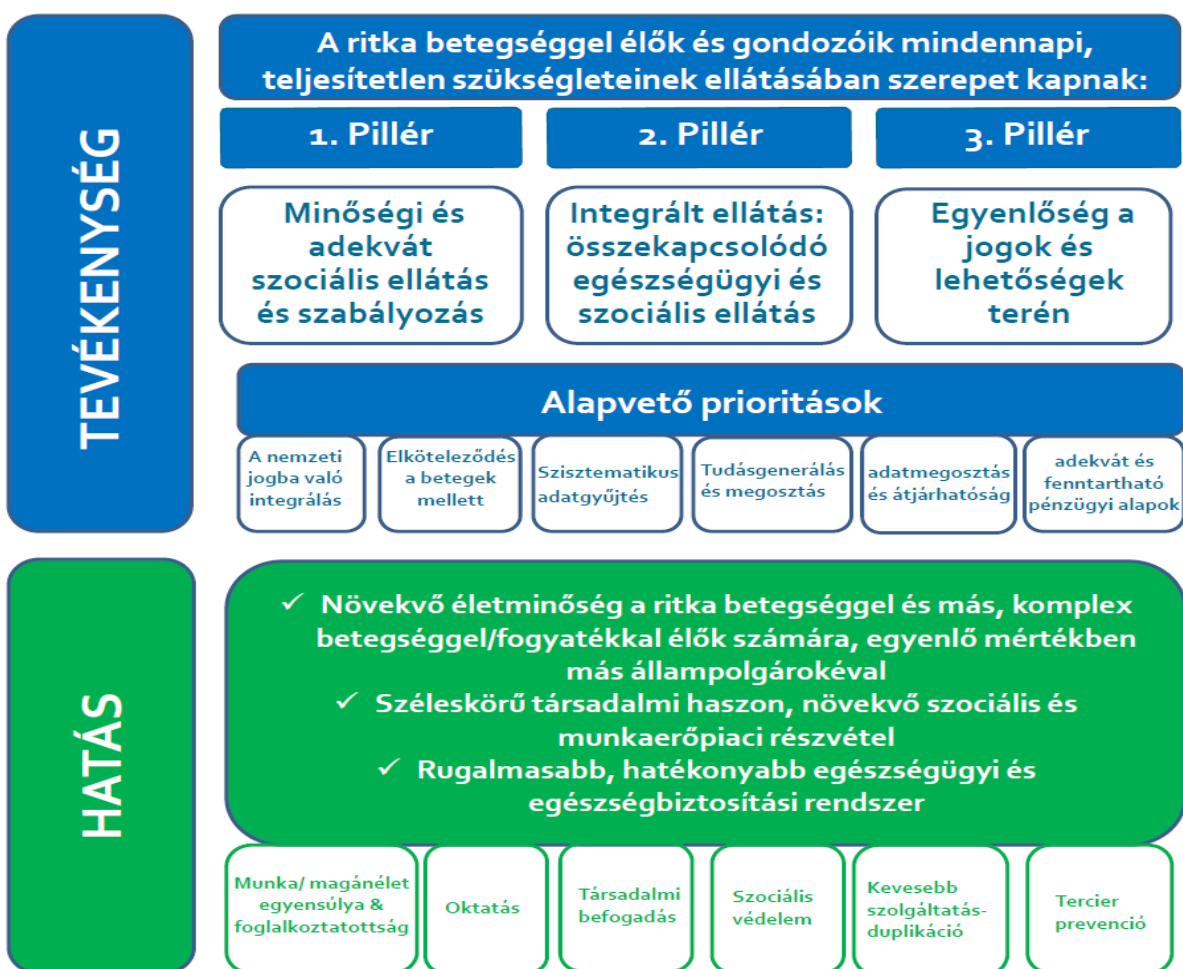 TEVÉKENYSÉG
A ritka betegséggel élők és gondozóik mindennapi,
teljesítetlen szükségleteinek ellátásában szerepet kapnak:
1. Pillér
2. Pillér
3. Pillér
Minőségi és
adekvát
szociális ellátás
és szabályozás
Integrált ellátás:
összekapcsolódó
egészségügyi és
szociális ellátás
Egyenlőség a
jogok és
lehetőségek
terén
Alapvető prioritások
A nemzeti
jogba való
integrálás
Elköteleződés
a betegek
mellett
Szisztematikus
adatgyűjtés
Tudásgenerálás
és megosztás
adatmegosztás
és átjárhatóság
adekvát és
fenntartható
pénzügyi alapok
HATÁS
✓ Növekvő életminőség a ritka betegséggel és más, komplex
betegséggel/fogyatékkal élők számára, egyenlő mértékben
más állampolgárokéval
✓ Széleskörű társadalmi haszon, növekvő szociális és
munkaerőpiaci részvétel
✓ Rugalmasabb, hatékonyabb egészségügyi és
egészségbiztosítási rendszer
Munka/ magánélet
egyensúlya &
foglalkoztatottság
Oktatás
Társadalmi
befogadás
Szociális
védelem
Kevesebb
szolgáltatás-
duplikáció
Tercier
prevenció